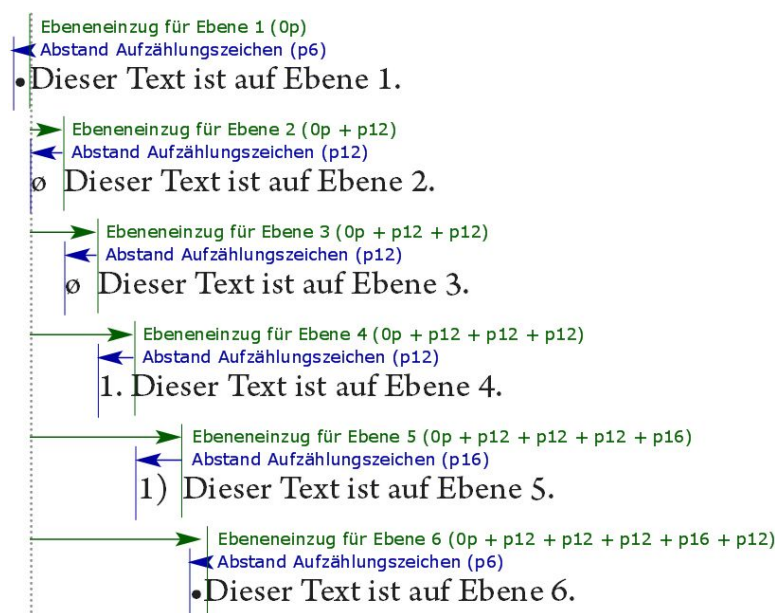 Ebeneneinzug für Ebene 1 (0p)
Abstand Aufzählungszeichen (p6)
•Dieser Text ist auf Ebene 1.
Ebeneneinzug für Ebene 2 (0p + p12)
Abstand Aufzählungszeichen (p12)
ø Dieser Text ist auf Ebene 2.
Ebeneneinzug für Ebene 3 (0p + p12 + p12)
Abstand Aufzählungszeichen (p12)
ø Dieser Text ist auf Ebene 3.
Ebeneneinzug für Ebene 4 (0p + p12 + p12 + p12)
Abstand Aufzählungszeichen (p12)
1. Dieser Text ist auf Ebene 4.
Ebeneneinzug für Ebene 5 (0p + p12 + p12 + p12 + p16)
Abstand Aufzählungszeichen (p16)
1) Dieser Text ist auf Ebene 5.
Ebeneneinzug für Ebene 6 (0p + p12 + p12 + p12 + p16 + p12)
Abstand Aufzählungszeichen (p6)
•Dieser Text ist auf Ebene 6.